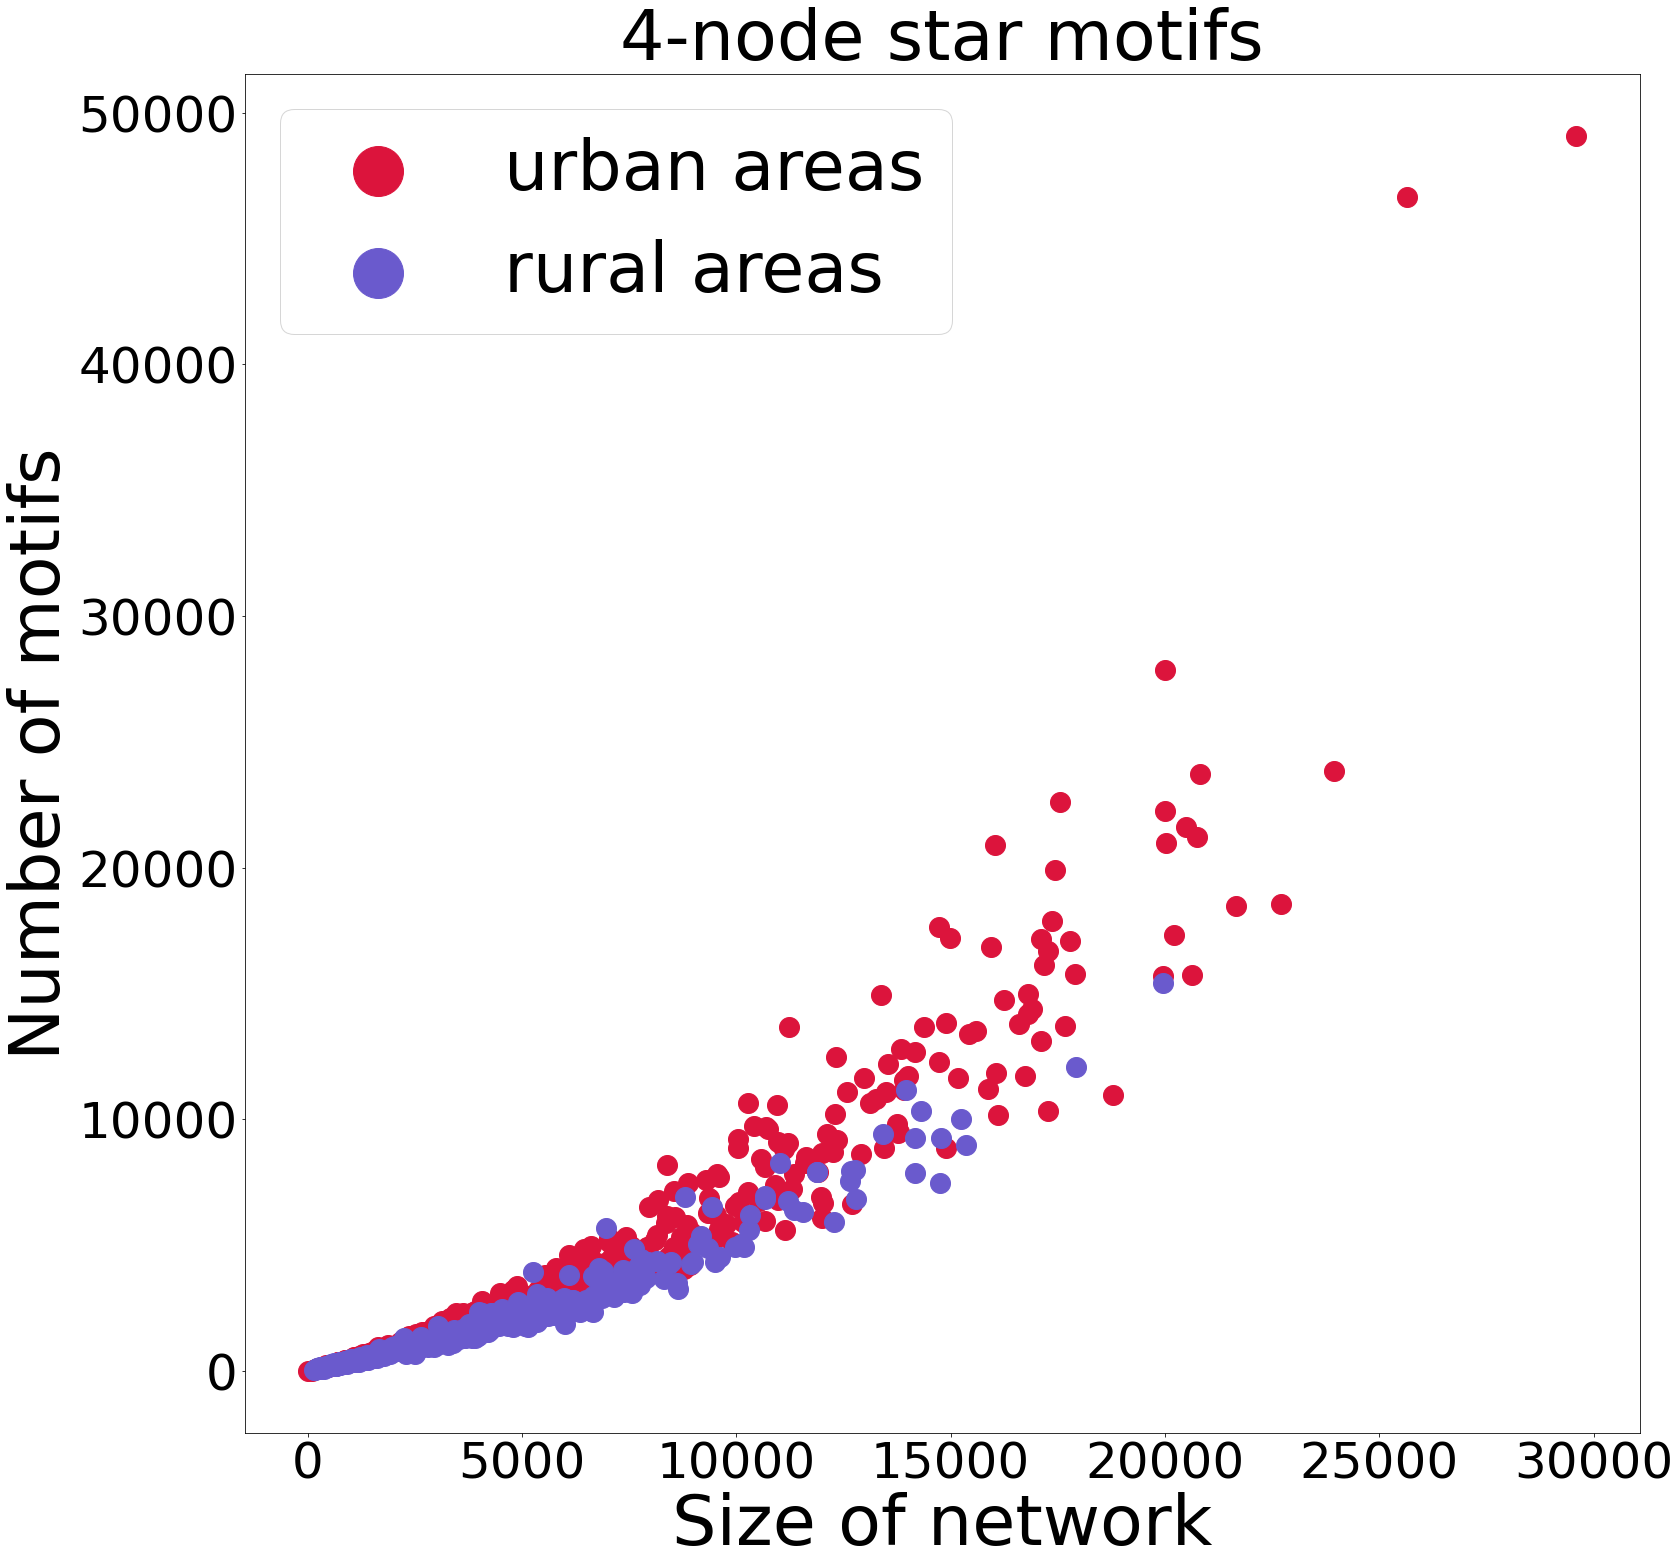 4-node star motifs
urban areas
rural areas
Number of motifs
50000
40000
30000
20000
10000
0
0 5000 10000 15000 20000 25000 30000
Size of network